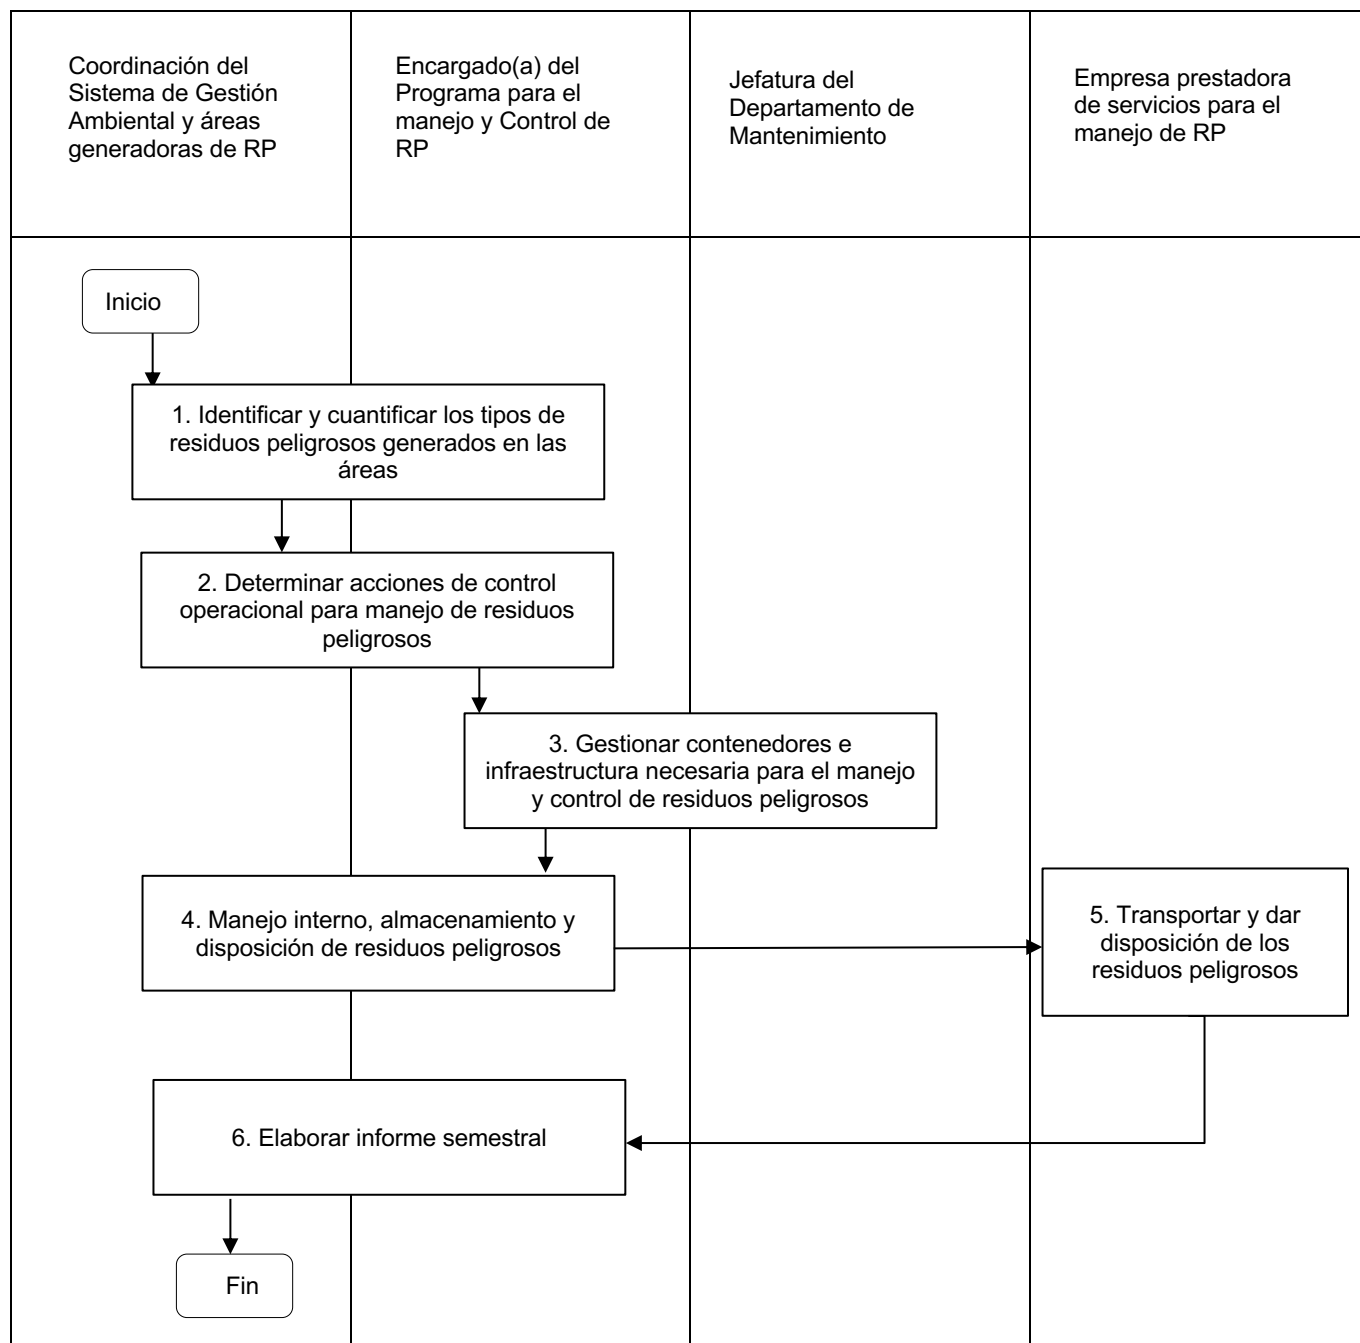 Coordinación del
Sistema de Gestión
Ambiental y áreas
generadoras de RP
Encargado(a) del
Programa para el
manejo y Control de
RP
Jefatura del
Departamento de
Mantenimiento
Empresa prestadora
de servicios para el
manejo de RP
Inicio
1. Identificar y cuantificar los tipos de
residuos peligrosos generados en las
áreas
2. Determinar acciones de control
operacional para manejo de residuos
peligrosos
3. Gestionar contenedores e
infraestructura necesaria para el manejo
y control de residuos peligrosos
4. Manejo interno, almacenamiento y
disposición de residuos peligrosos
5. Transportar y dar
disposición de los
residuos peligrosos
6. Elaborar informe semestral
Fin